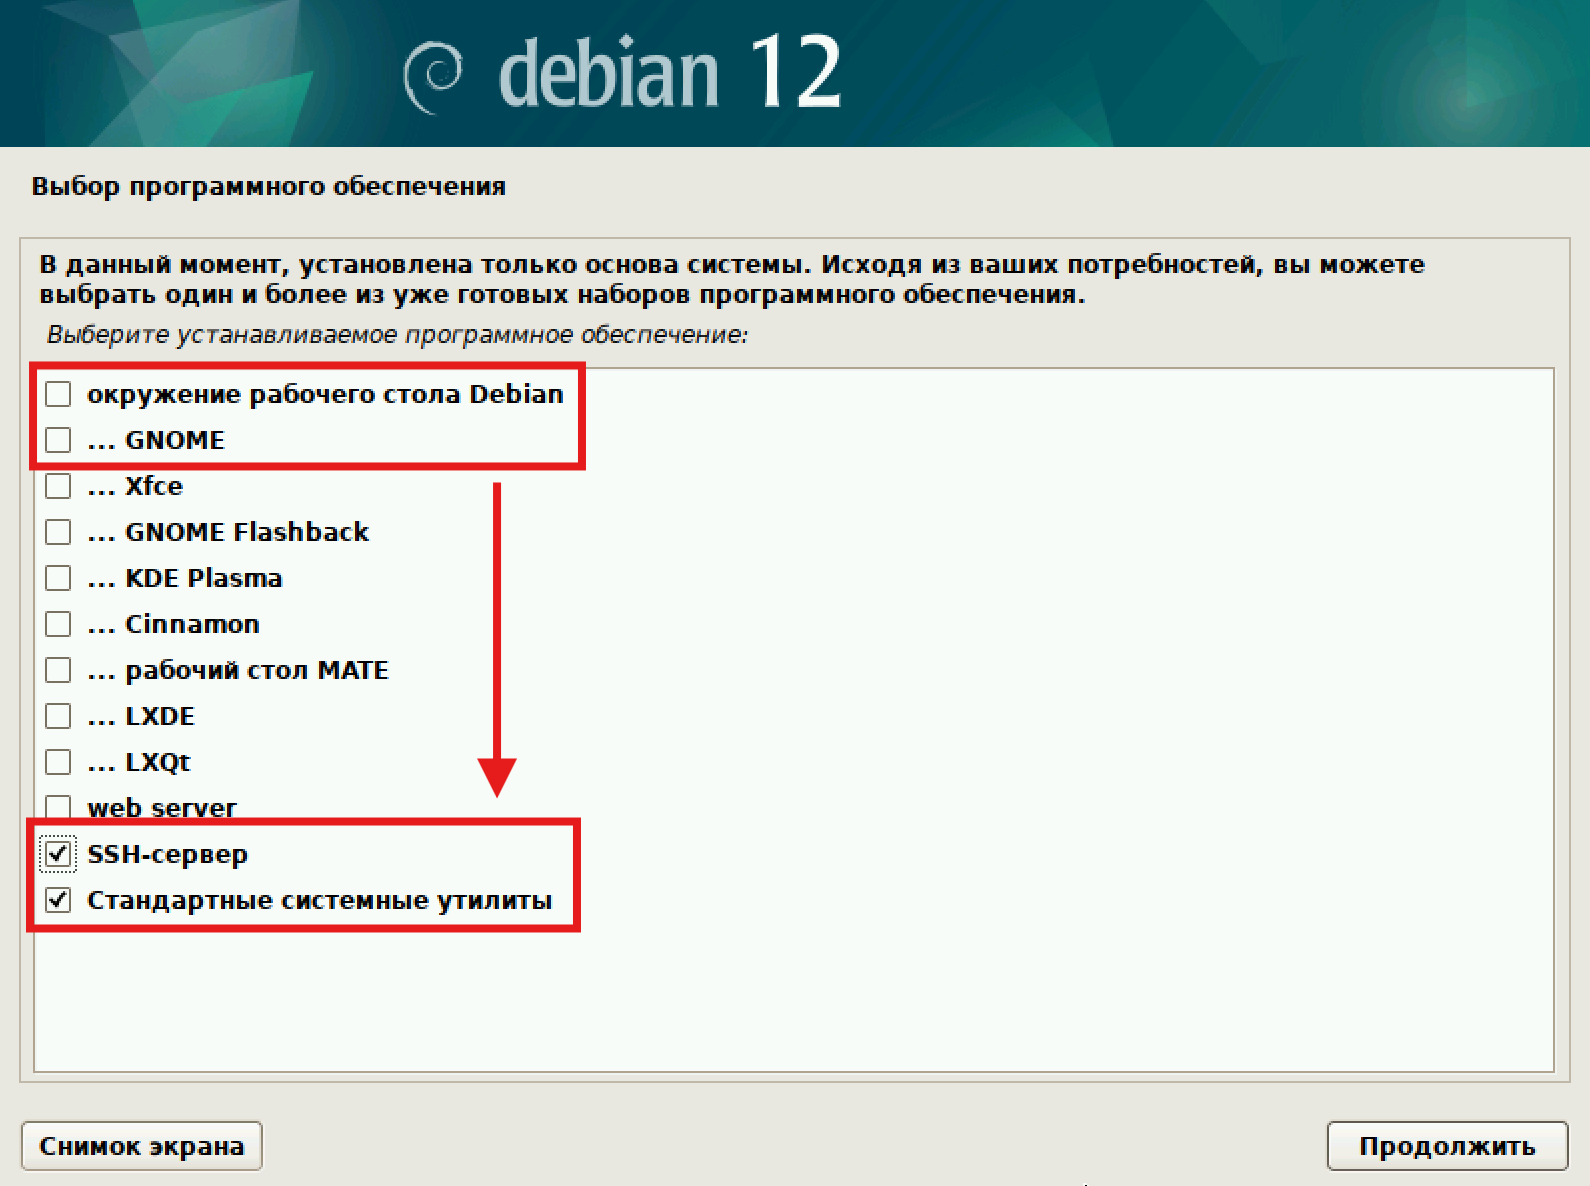 debian 12
Выбор программного обеспечения
В данный момент, установлена только основа системы. Исходя из ваших потребностей, вы можете
выбрать один и более из уже готовых наборов программного обеспечения.
Выберите устанавливаемое программное обеспечение:
окружение рабочего стола Debian
... GNOME
... Xfce
... GNOME Flashback
... KDE Plasma
... Cinnamon
... рабочий стол MATE
... LXDE
... LXQt
web server
SSH-сервер
Стандартные системные утилиты
Снимок экрана
Продолжить